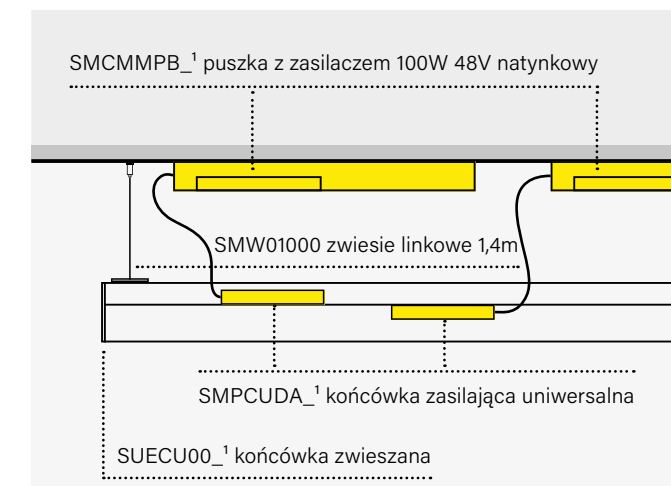 SMCMMPB_¹ puszka z zasilaczem 100W 48V natynkowy
SMW01000 zwiesie linkowe 1,4m
SMPCUDA_¹ końcówka zasilająca uniwersalna
SUECU00_¹ końcówka zwieszana